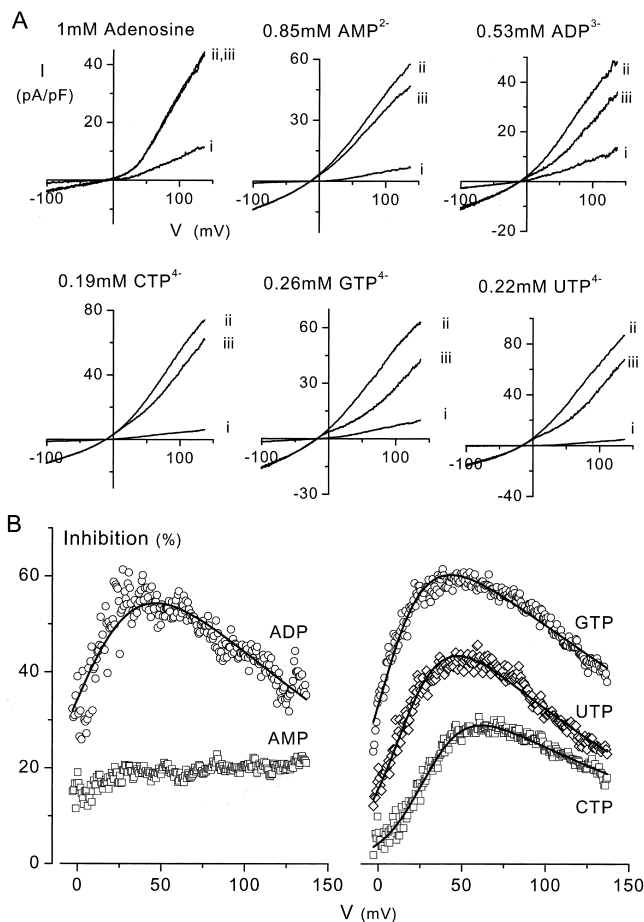 A
1mM Adenosine
0.85mM AMP2-
0.53mM ADP3-
I
(pA/pF)
40
20
ii,iii
i
-100
100
V (mV)
60
30
ii
iii
i
-100
100
40
20
-20
ii
iii
i
-100
100
0.19mM CTP4-
0.26mM GTP4-
0.22mM UTP4-
80
40
ii
iii
i
-100
100
60
30
-30
ii
iii
i
-100
100
80
40
-40
ii
iii
i
-100
100
B
Inhibition (%)
60
40
20
0
ADP
AMP
0
50
100
150
GTP
UTP
CTP
0
50
100
150
V (mV)